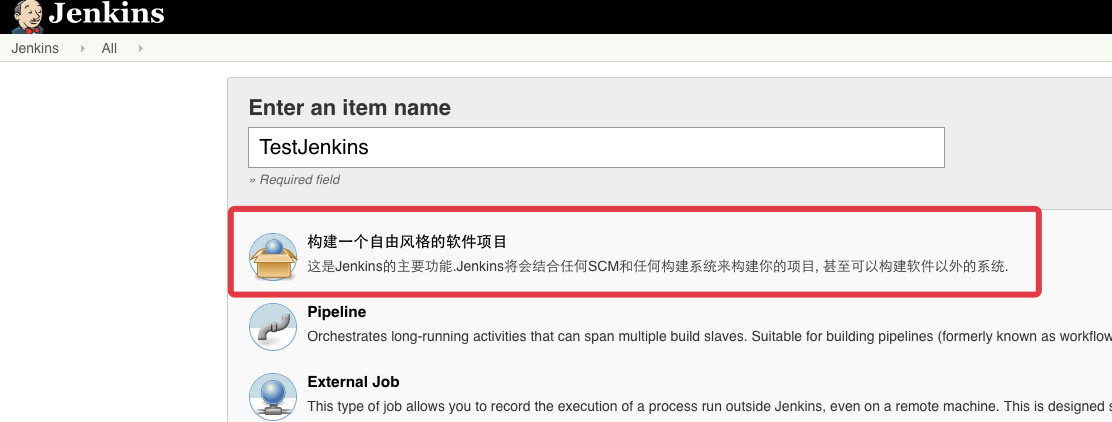 Jenkins
Jenkins All
Enter an item name
TestJenkins
» Required field
构建一个自由风格的软件项目
这是Jenkins的主要功能.Jenkins将会结合任何SCM和任何构建系统来构建你的项目, 甚至可以构建软件以外的系统.
Pipeline
Orchestrates long-running activities that can span multiple build slaves. Suitable for building pipelines (formerly known as workflow
External Job
This type of job allows you to record the execution of a process run outside Jenkins, even on a remote machine. This is designed s